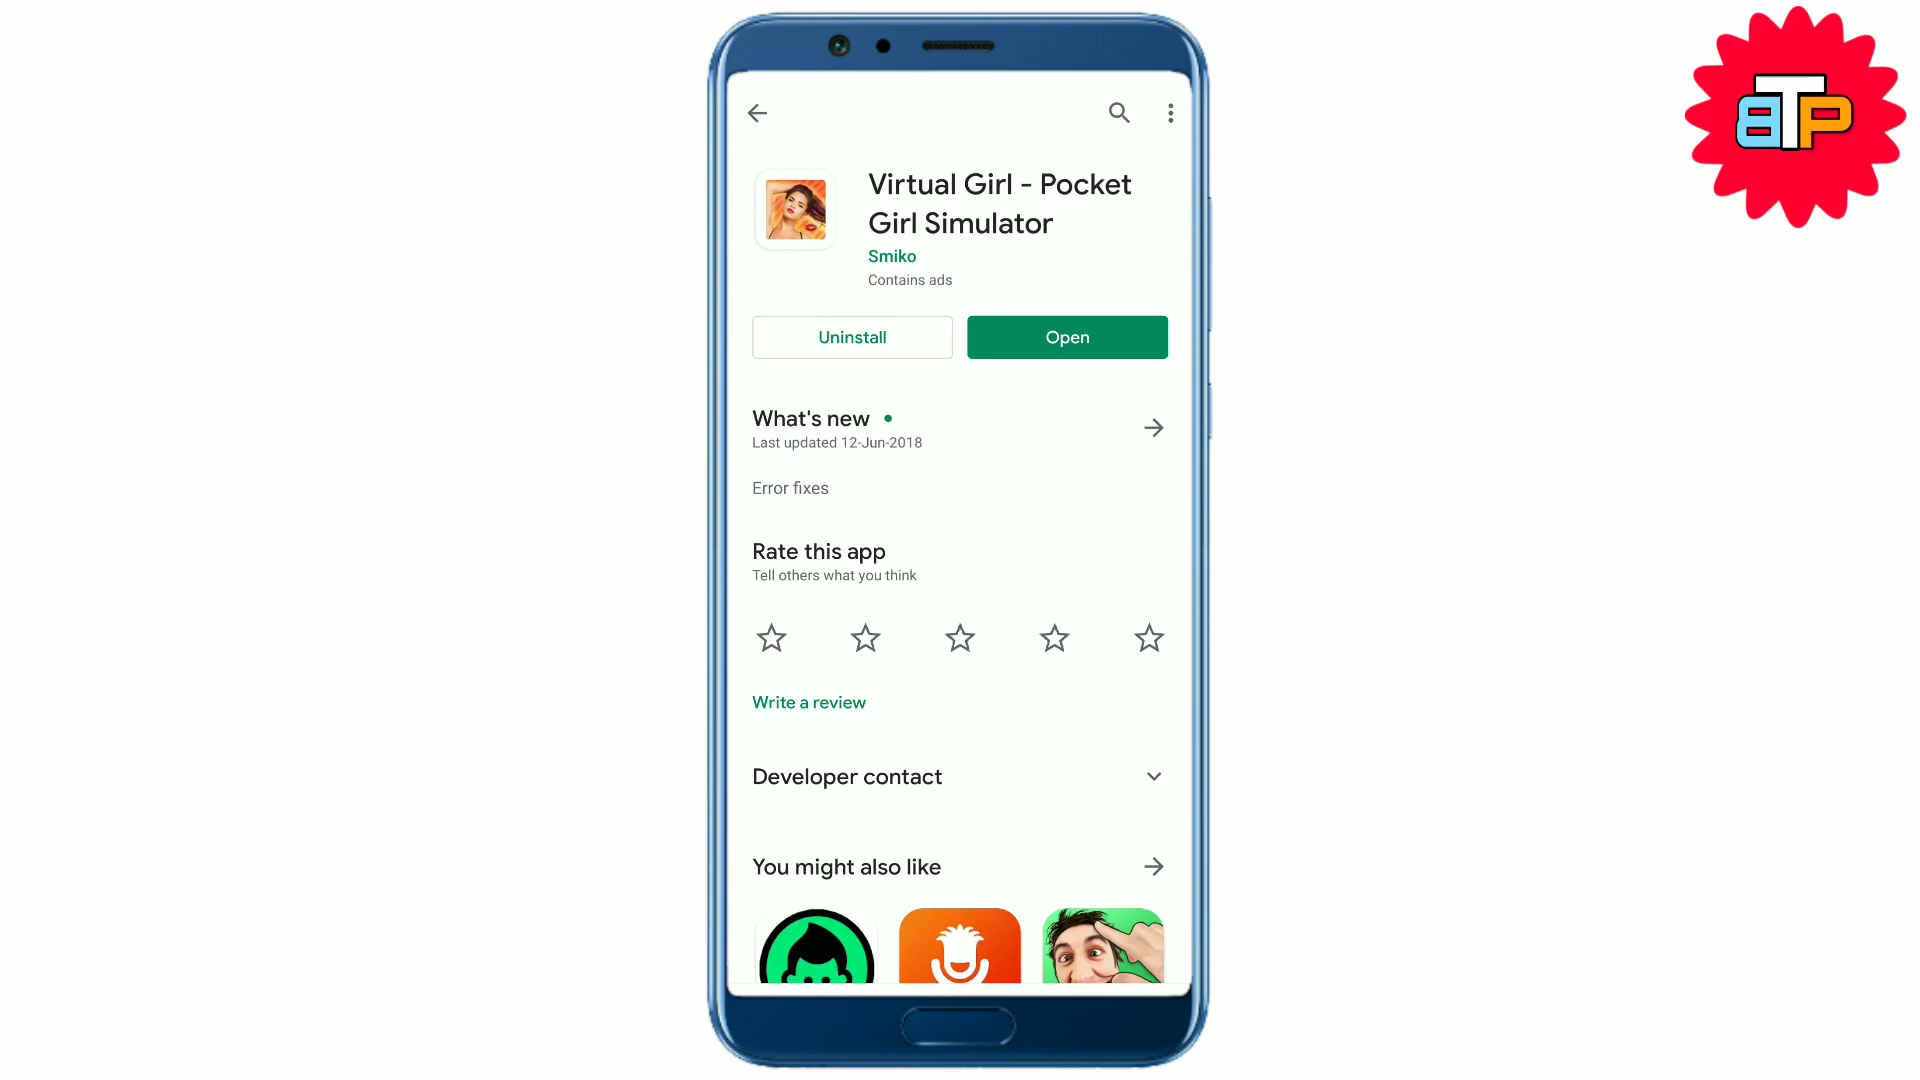 BTP
Virtual Girl - Pocket
Girl Simulator
Smiko
Contains ads
Uninstall
Open
What's new
Last updated 12-Jun-2018
Error fixes
Rate this app
Tell others what you think
Write a review
Developer contact
You might also like